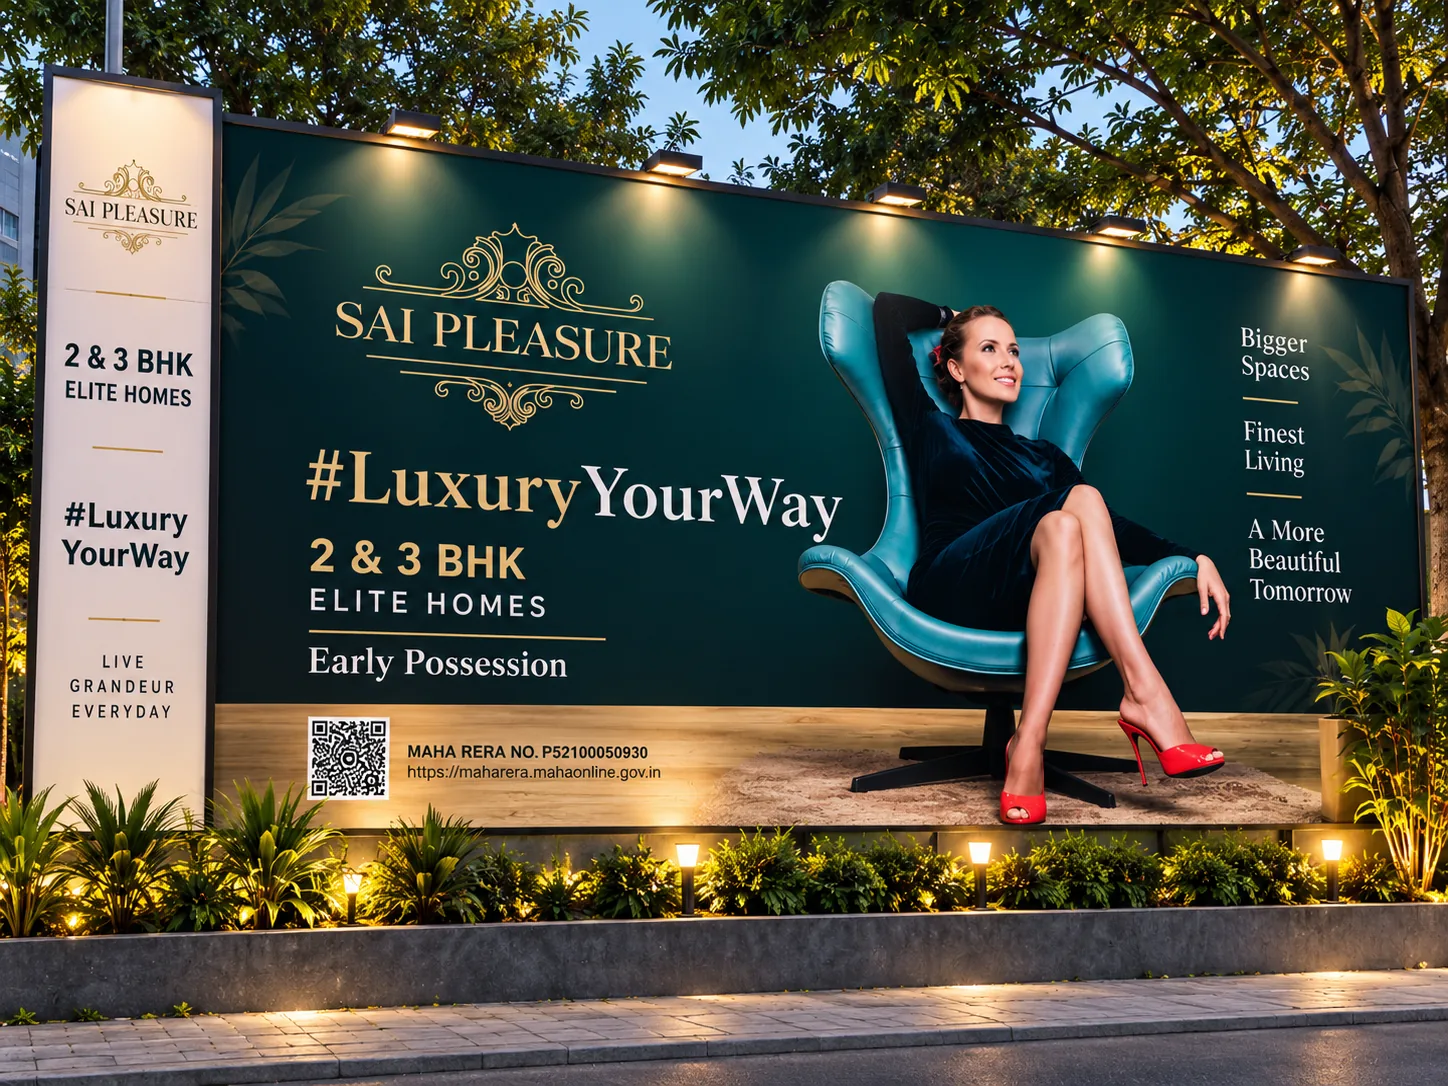 SAI PLEASURE
2 & 3 BHK
ELITE HOMES
#Luxury
YourWay
LIVE
GRANDEUR
EVERYDAY
SAI PLEASURE
#LuxuryYourWay
2 & 3 BHK
ELITE HOMES
Early Possession
MAHA RERA NO. P52100050930
https://maharera.mahaonline.gov.in
Bigger
Spaces
Finest
Living
A More
Beautiful
Tomorrow